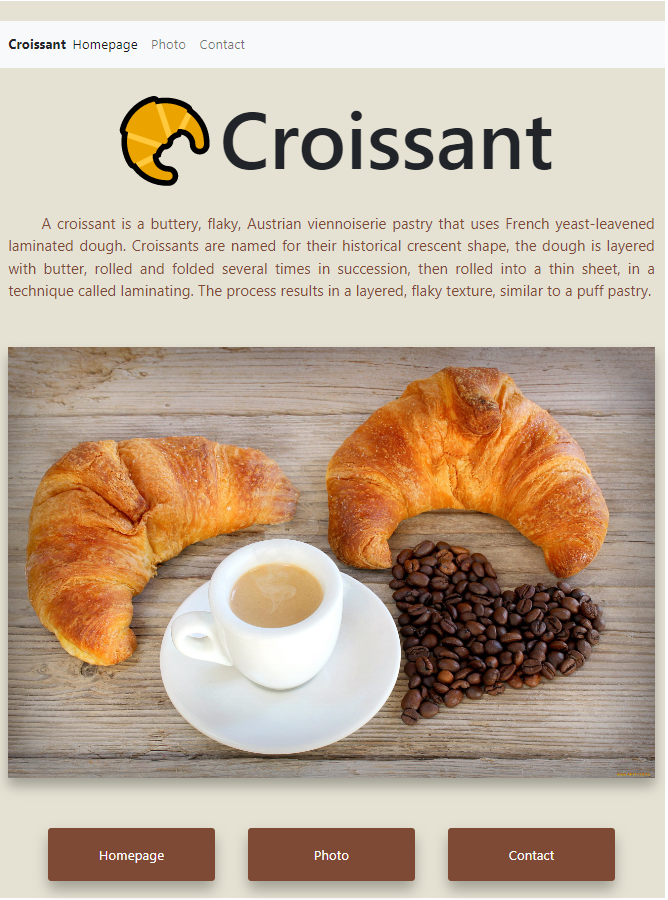 Croissant Homepage Photo Contact
Croissant
A croissant is a buttery, flaky, Austrian viennoiserie pastry that uses French yeast-leavened
laminated dough. Croissants are named for their historical crescent shape, the dough is layered
with butter, rolled and folded several times in succession, then rolled into a thin sheet, in a
technique called laminating. The process results in a layered, flaky texture, similar to a puff pastry.
Homepage Photo Contact